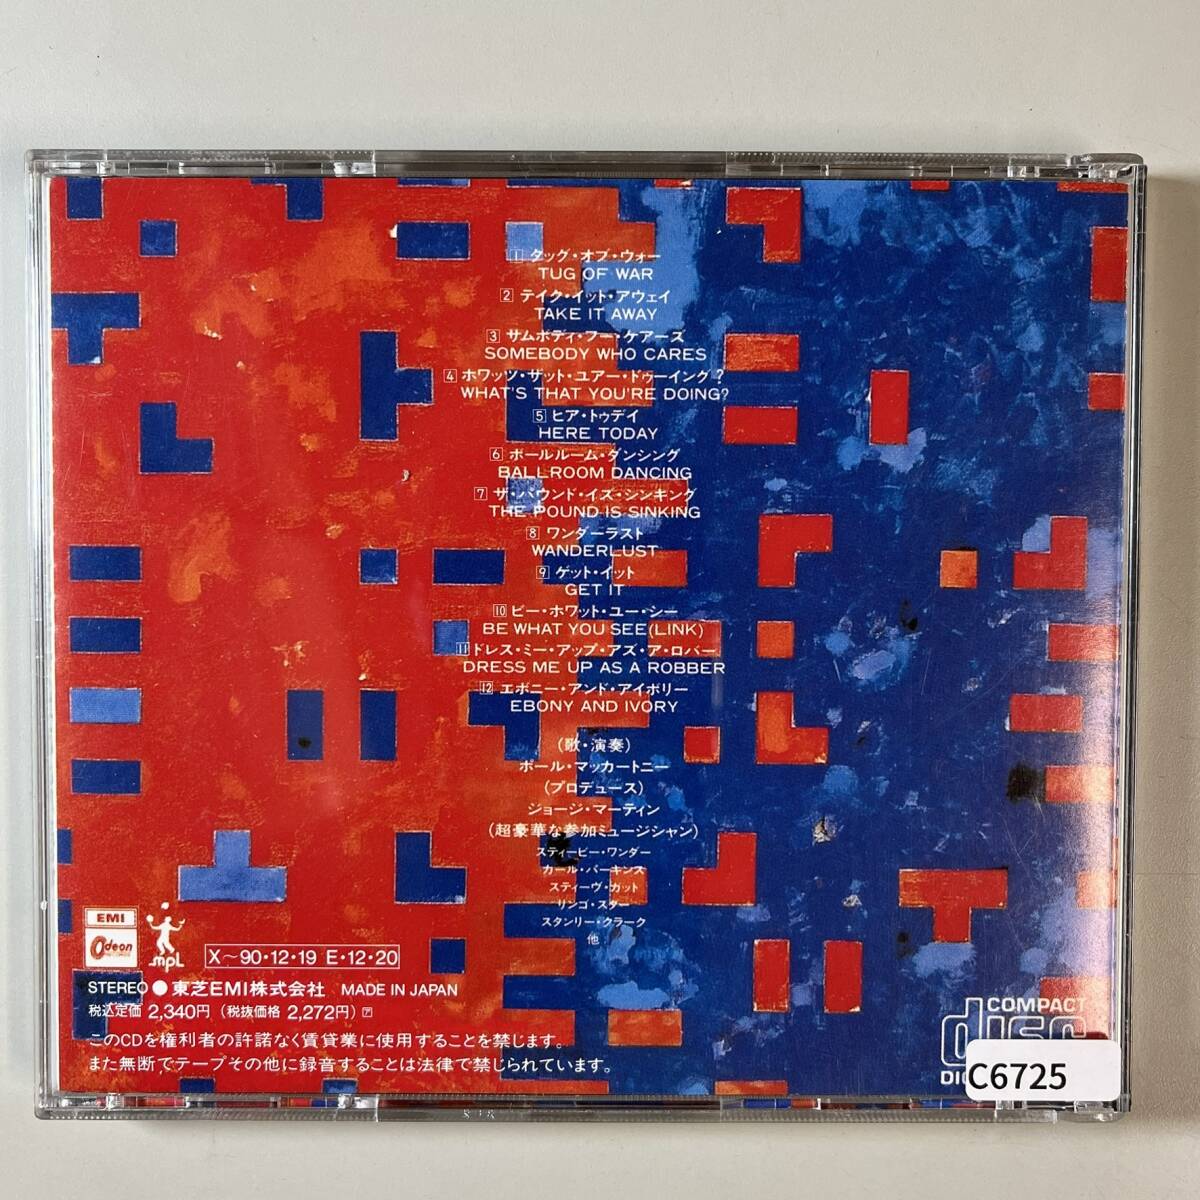 1 タッグ・オブ・ウォー
TUG OF WAR
2 テイク・イット・アウェイ
TAKE IT AWAY
3 サムボディ・フー・ケアーズ
SOMEBODY WHO CARES
4 ホワッツ・ザット・ユアー・ドゥーイング?
WHAT'S THAT YOU'RE DOING?
5 ヒア・トゥデイ
HERE TODAY
6 ボールルーム・ダンシング
BALLROOM DANCING
7 ザ・パウンド・イズ・シンキング
THE POUND IS SINKING
8 ワンダーラスト
WANDERLUST
9 ゲット・イット
GET IT
10 ビー・ホワット・ユー・シー
BE WHAT YOU SEE(LINK)
11 ドレス・ミー・アップ・アズ・ア・ロバー
DRESS ME UP AS A ROBBER
12 エボニー・アンド・アイボリー
EBONY AND IVORY
(歌・演奏)
ポール・マッカートニー
(プロデュース)
ジョージ・マーティン
(超豪華な参加ミュージシャン)
スティービー・ワンダー
カール・パーキンス
スティーヴ・ガット
リンゴ・スター
スタンリー・クラーク
他
EMI
Odeon
MPL
X〜90・12・19 E・12・20
STEREO ● 東芝EMI株式会社 MADE IN JAPAN
税込定価 2,340円 (税抜価格 2,272円) ア
このCDを権利者の許諾なく賃貸業に使用することを禁じます。
また無断でテープその他に録音することは法律で禁じられています。
COMPACT
disc
C6725